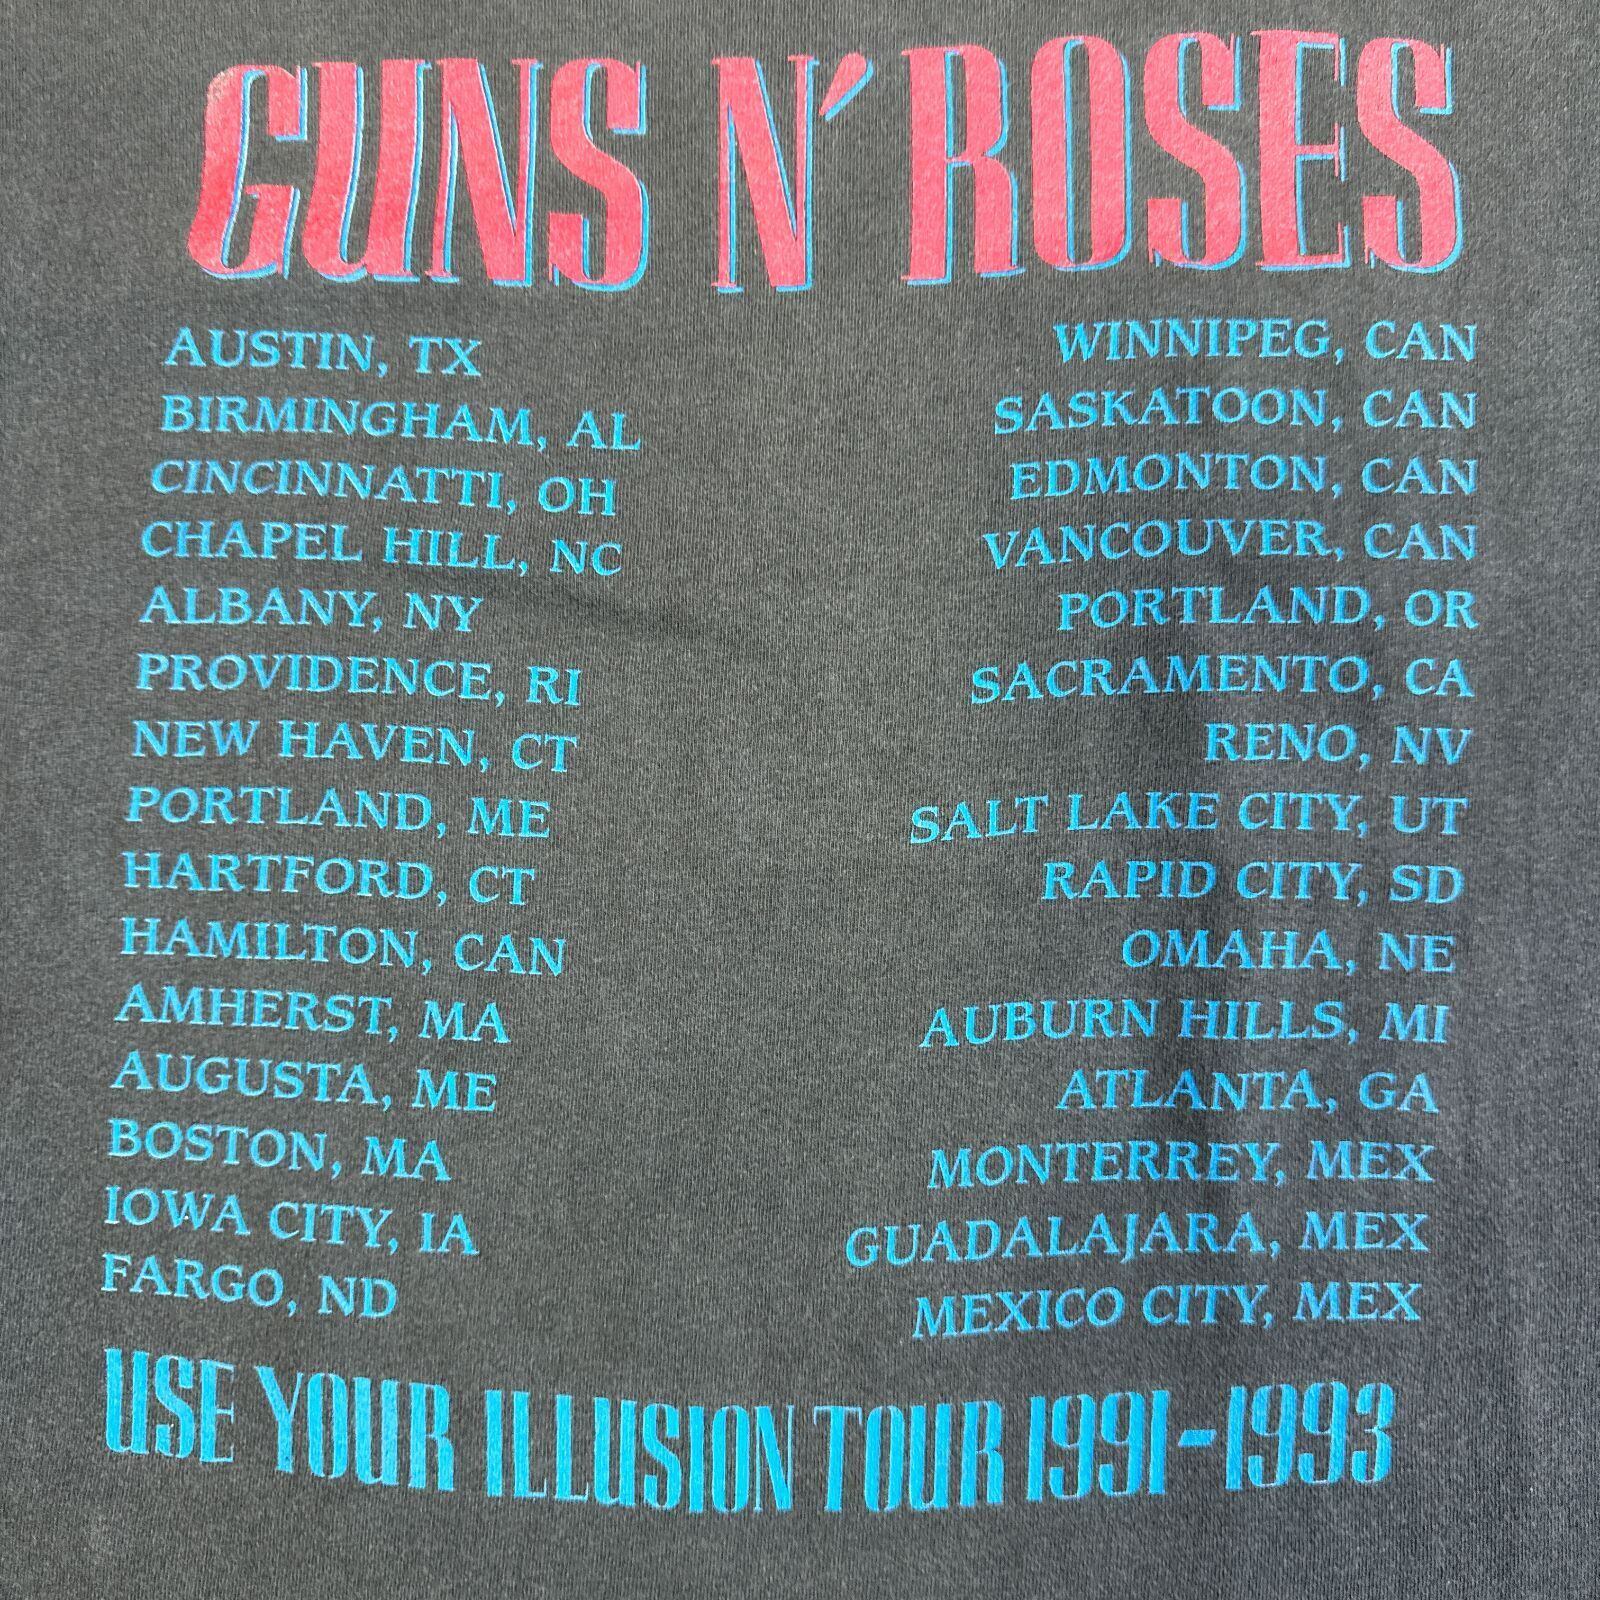 GUNS N' ROSES
AUSTIN, TX
BIRMINGHAM, AL
CINCINNATTI, OH
CHAPEL HILL, NC
ALBANY, NY
PROVIDENCE, RI
NEW HAVEN, CT
PORTLAND, ME
HARTFORD, CT
HAMILTON, CAN
AMHERST, MA
AUGUSTA, ME
BOSTON, MA
IOWA CITY, IA
FARGO, ND
WINNIPEG, CAN
SASKATOON, CAN
EDMONTON, CAN
VANCOUVER, CAN
PORTLAND, OR
SACRAMENTO, CA
RENO, NV
SALT LAKE CITY, UT
RAPID CITY, SD
OMAHA, NE
AUBURN HILLS, MI
ATLANTA, GA
MONTERREY, MEX
GUADALAJARA, MEX
MEXICO CITY, MEX
USE YOUR ILLUSION TOUR 1991-1993